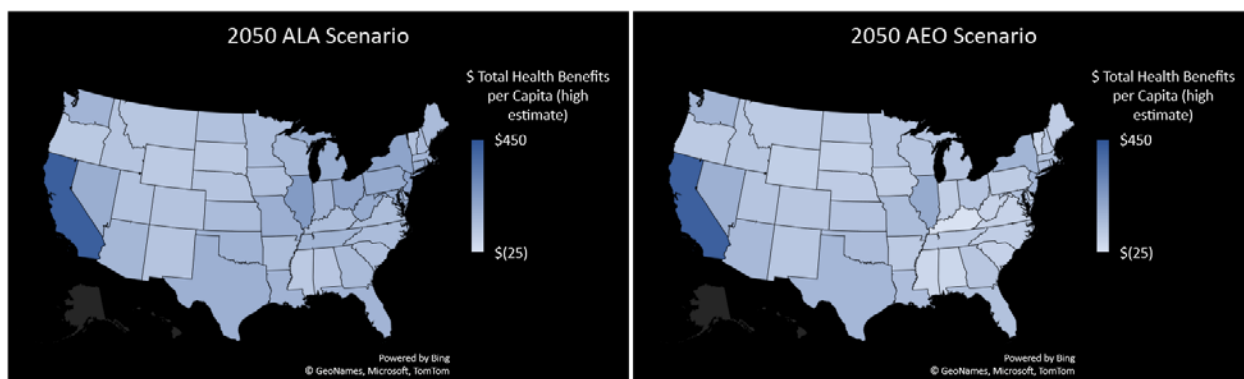 2050 ALA Scenario
$ Total Health Benefits
per Capita (high
estimate)
$450
$(25)
Powered by Bing
© GeoNames, Microsoft, TomTom
2050 AEO Scenario
$ Total Health Benefits
per Capita (high
estimate)
$450
$(25)
Powered by Bing
© GeoNames, Microsoft, TomTom